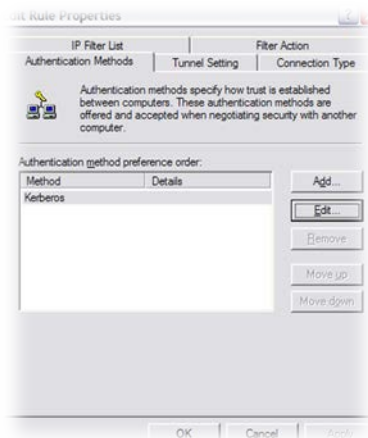 dit Rule Properties
IP Filter List
Filter Action
Authentication Methods
Tunnel Setting
Connection Type
Authentication methods specify how trust is established
between computers. These authentication methods are
offered and accepted when negotiating security with another
computer.
Authentication method preference order:
Method Details
Kerberos
Add...
Edit...
Remove
Move up
Move down
OK
Cancel
Apply